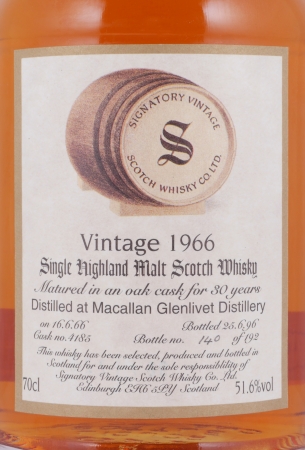 SIGNATORY VINTAGE
S
SCOTCH WHISKY CO. LTD.
Vintage 1966
Single Highland Malt Scotch Whisky
Matured in an oak cask for 30 years
Distilled at Macallan Glenlivet Distillery
on 16.6.66 Bottled 25.6.96
Cask no. 4185 Bottle no. 140 of 192
This whisky has been selected, produced and bottled in
Scotland for and under the sole responsiblility of
70cl Signatory Vintage Scotch Whisky Co. Ltd. 51.6%vol
Edinburgh EH6 5PY Scotland